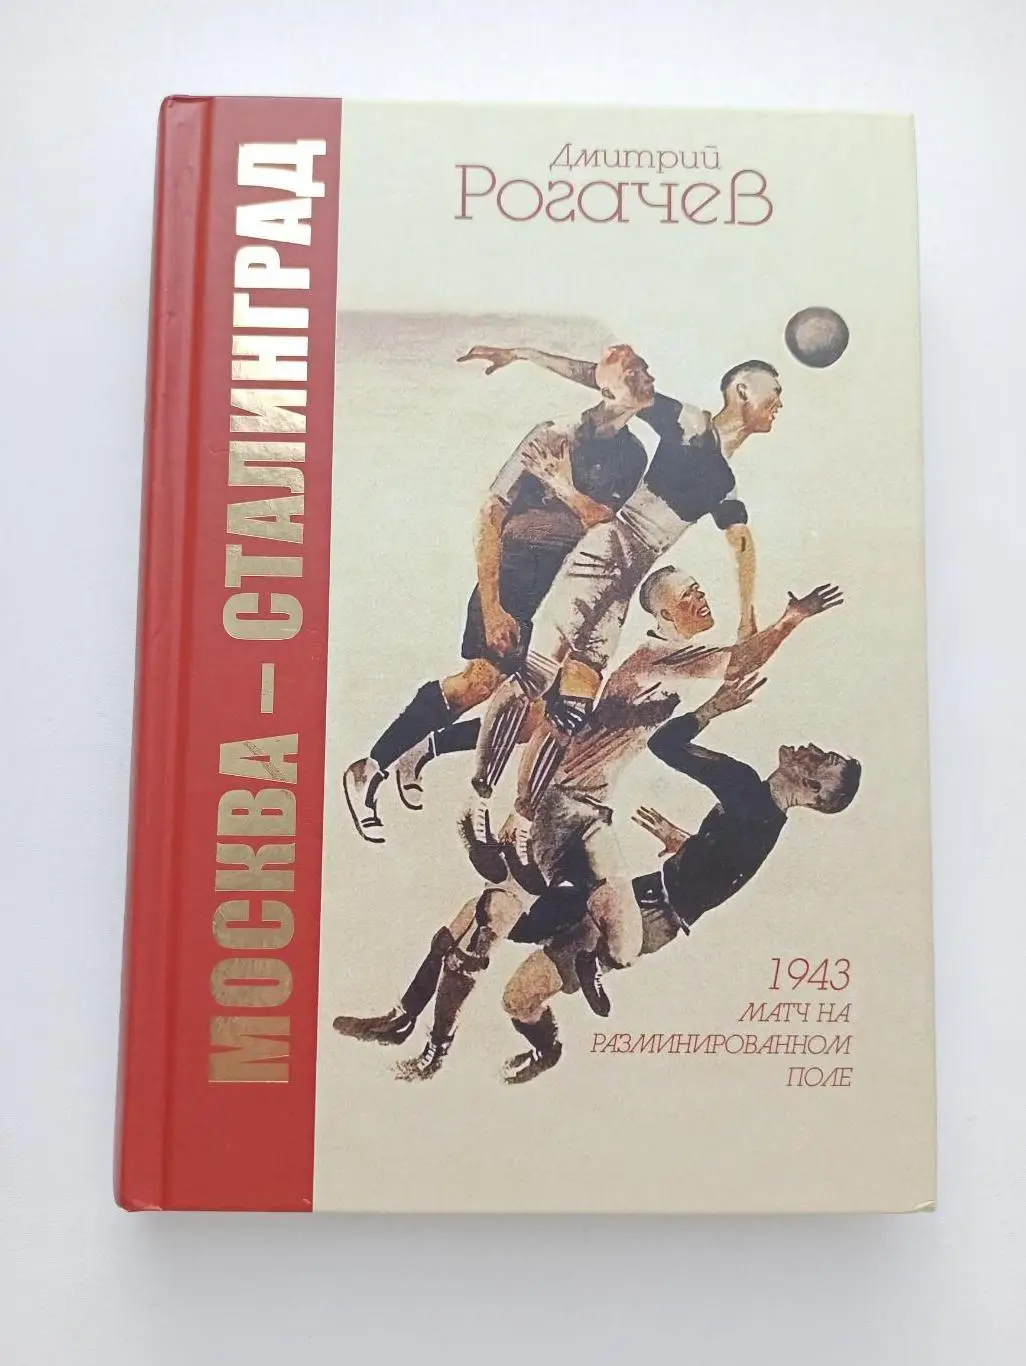 МОСКВА – СТАЛИНГРАД
Дмитрий
Рогачев
1943
МАТЧ НА
РАЗМИНИРОВАННОМ
ПОЛЕ